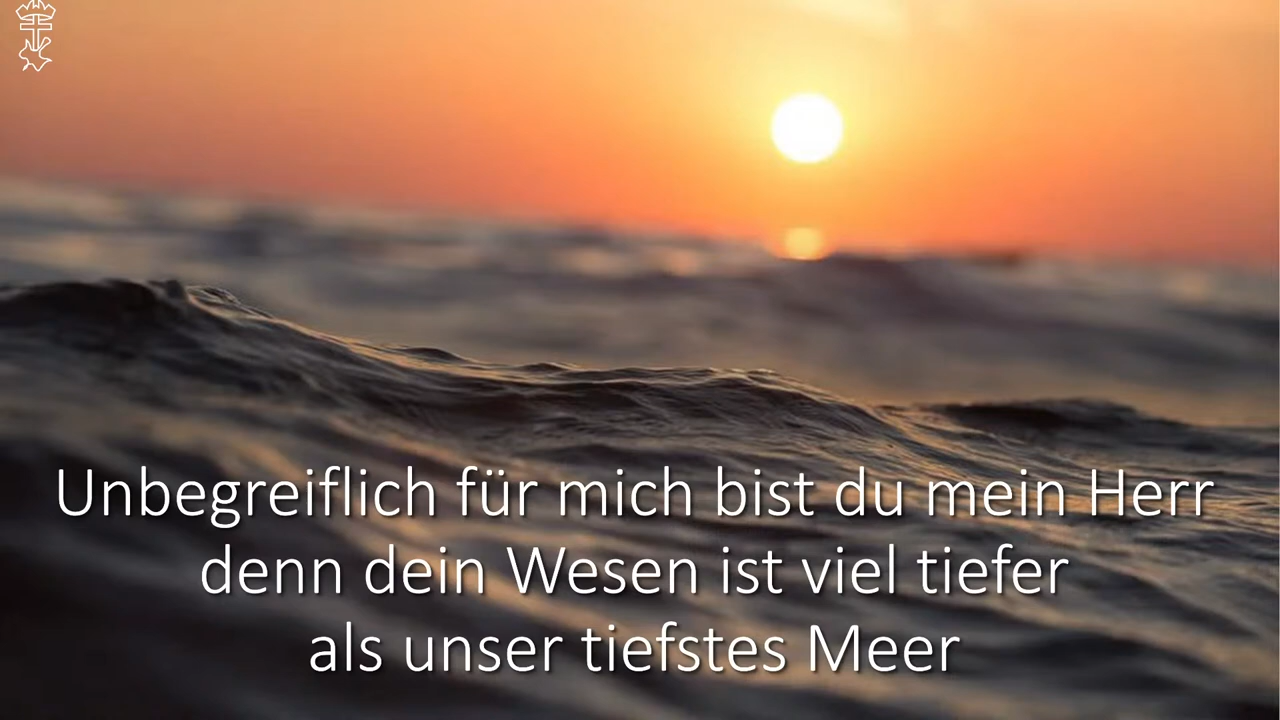 Unbegreiflich für mich bist du mein Herr
denn dein Wesen ist viel tiefer
als unser tiefstes Meer